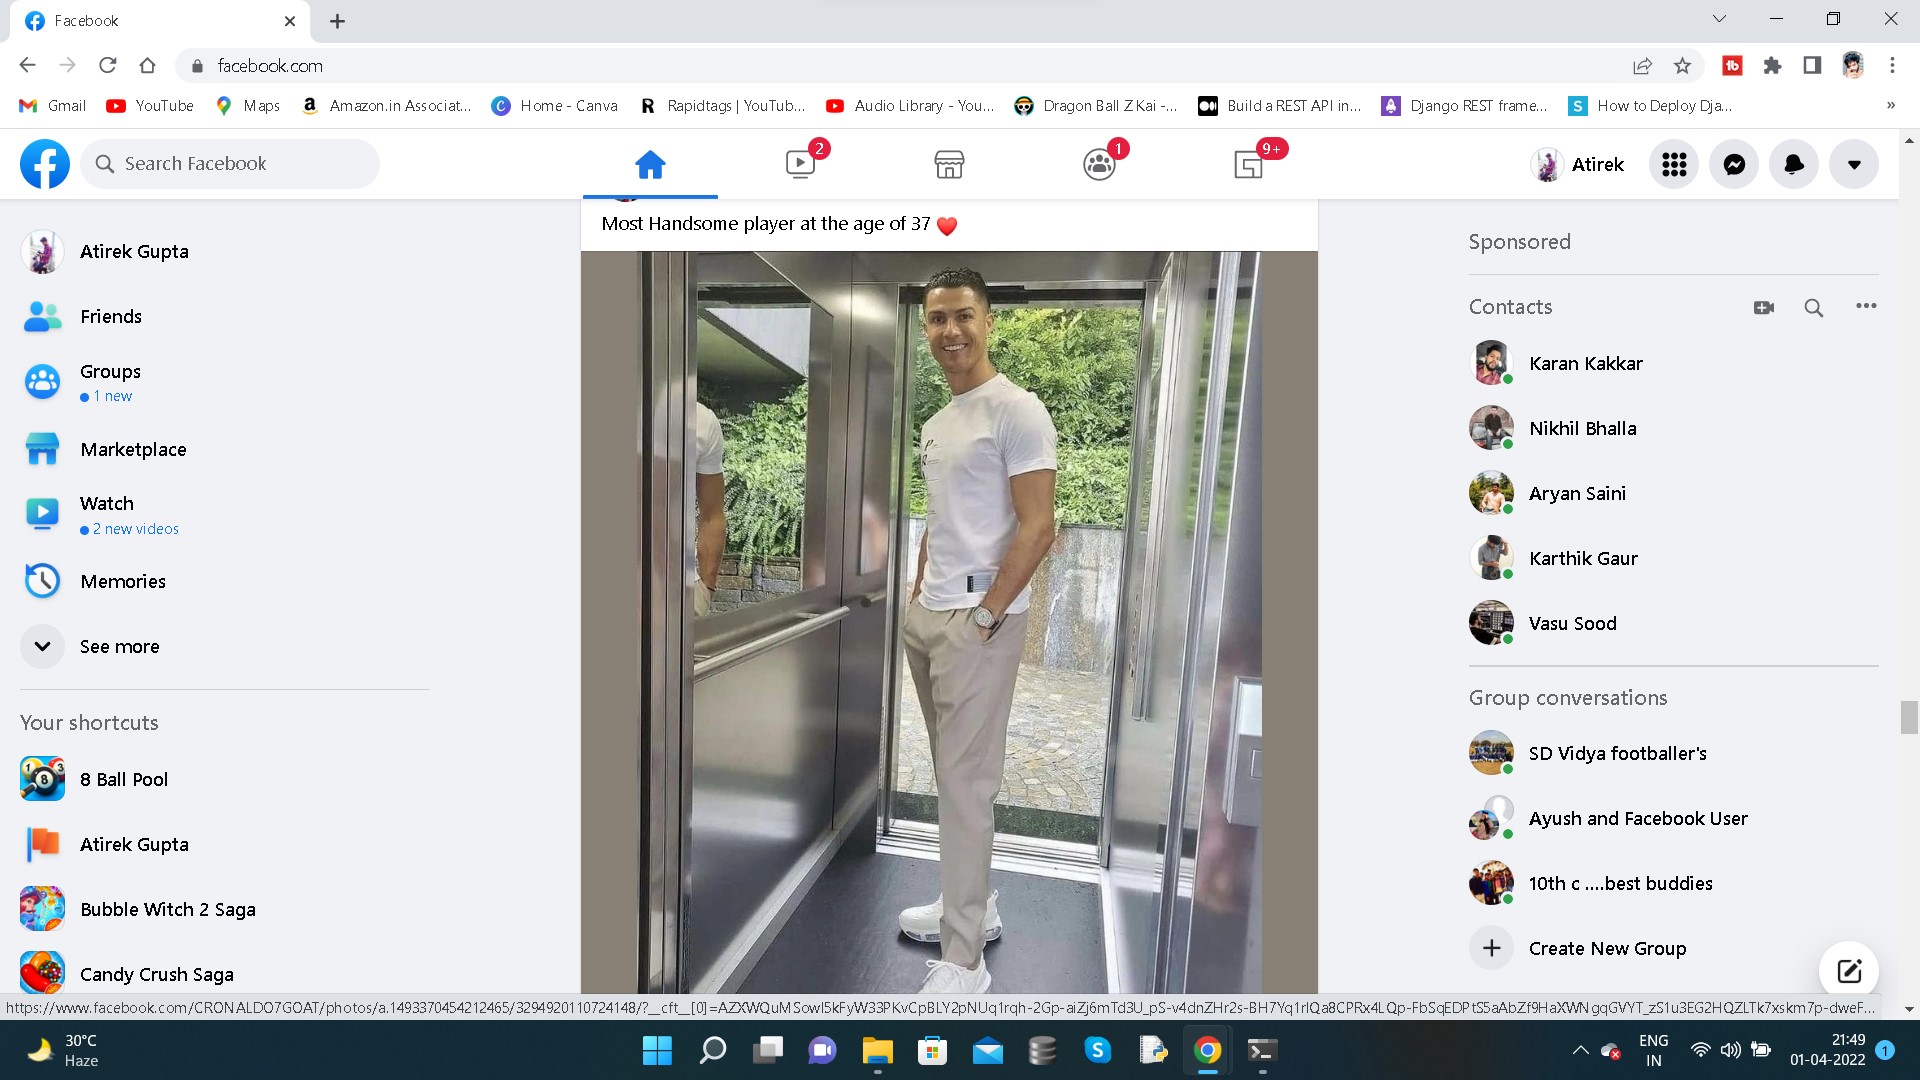 Facebook
facebook.com
Gmail
YouTube
Maps
Amazon.in Associat...
Home - Canva
Rapidtags | YouTub...
Audio Library - You...
Dragon Ball Z Kai -...
Build a REST API in...
Django REST frame...
How to Deploy Dja...
»
Search Facebook
2
1
9+
Atirek
Atirek Gupta
Friends
Groups
1 new
Marketplace
Watch
2 new videos
Memories
See more
Your shortcuts
8 Ball Pool
Atirek Gupta
Bubble Witch 2 Saga
Candy Crush Saga
Most Handsome player at the age of 37 ❤️
Sponsored
Contacts
Karan Kakkar
Nikhil Bhalla
Aryan Saini
Karthik Gaur
Vasu Sood
Group conversations
SD Vidya footballer's
Ayush and Facebook User
10th c ....best buddies
Create New Group
https://www.facebook.com/CRONALDO7GOAT/photos/a.1493370454212465/3294920110724148/?__cft__[0]=AZXWQuMSowI5kFyW33PKvCpBLY2pNUq1rqh-2Gp-aiZj6mTd3U_pS-v4dnZHr2s-BH7Yq1rIQa8CPRx4LQp-FbSqEDPtS5aAbZf9HaXWNgqGVYT_zS1u3EG2HQZLTk7xskm7p-dweF...
30°C
Haze
ENG
IN
21:49
01-04-2022
1